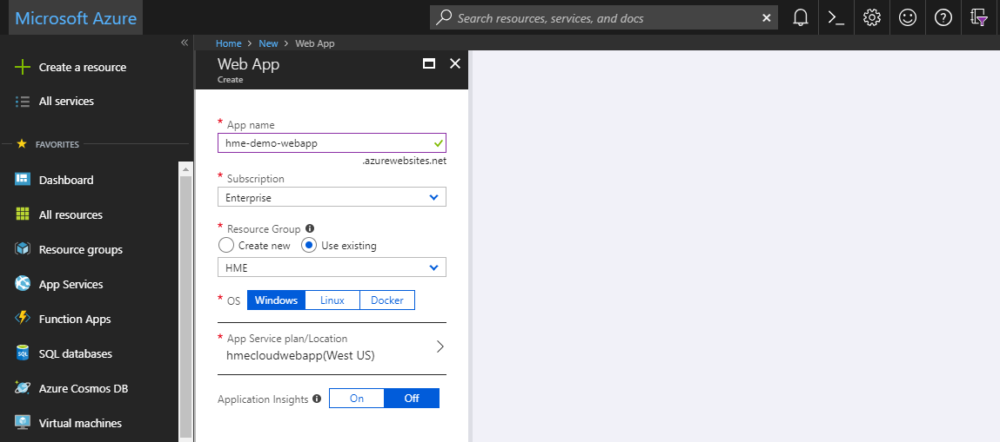 Microsoft Azure
Search resources, services, and docs
Home > New > Web App
Create a resource
All services
FAVORITES
Dashboard
All resources
Resource groups
App Services
Function Apps
SQL databases
Azure Cosmos DB
Virtual machines
SQL
Web App
Create
* App name
hme-demo-webapp
.azurewebsites.net
* Subscription
Enterprise
* Resource Group
Create new Use existing
HME
* OS Windows Linux Docker
* App Service plan/Location
hmecloudwebapp(West US)
Application Insights On Off